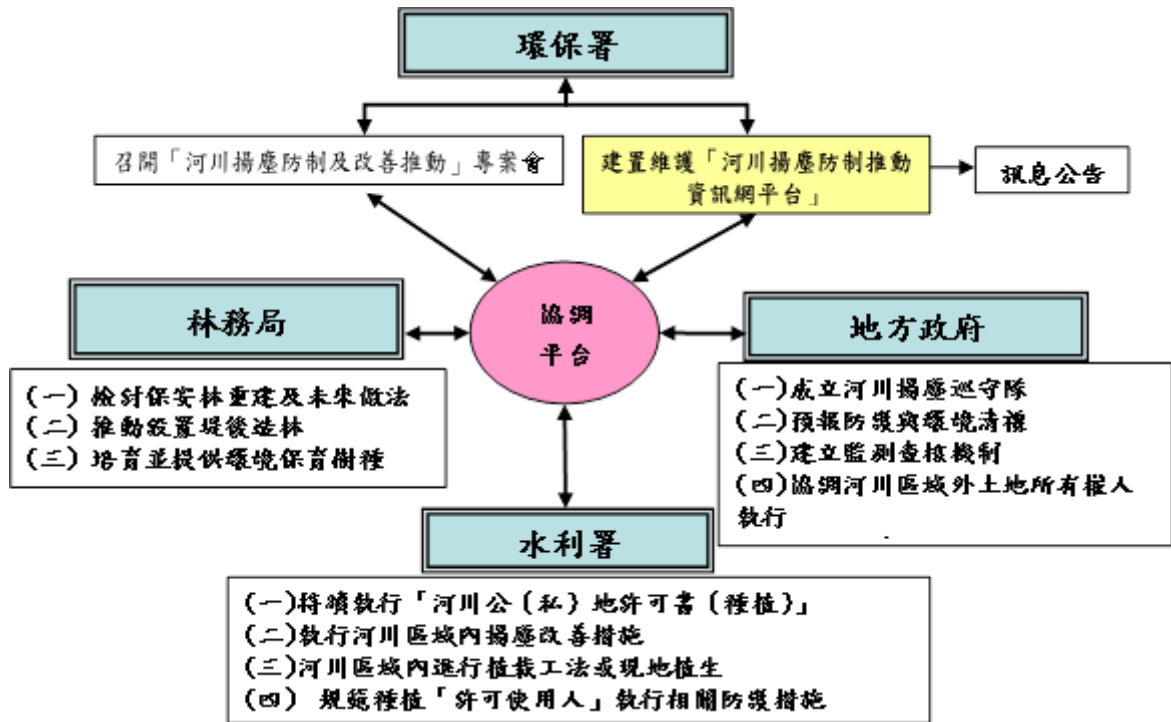 環保署
召開「河川揚塵防制及改善推動」專案會
建置維護「河川揚塵防制推動
資訊網平台」
訊息公告
協調
平台
林務局
(一) 檢討保安林重建及未來做法
(二) 推動設置堤後造林
(三) 培育並提供環境保育樹種
地方政府
(一)成立河川揚塵巡守隊
(二)預報防護與環境清理
(三)建立監測查核機制
(四)協調河川區域外土地所有權人
執行
水利署
(一)持續執行「河川公〔私〕地許可書〔種植〕」
(二)執行河川區域內揚塵改善措施
(三)河川區域內進行植栽工法或現地植生
(四) 規範種植「許可使用人」執行相關防護措施